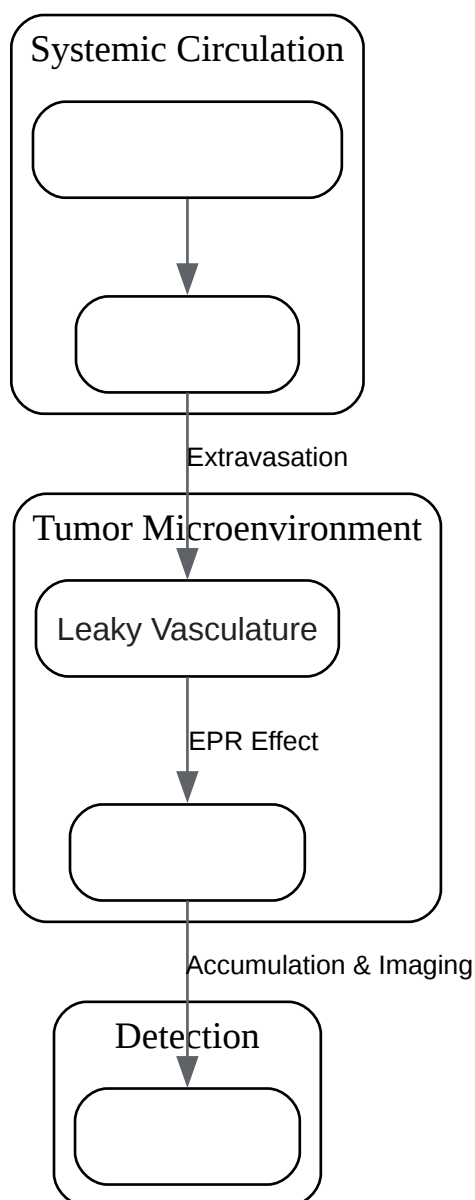 Systemic Circulation
Extravasation
Tumor Microenvironment
Leaky Vasculature
EPR Effect
Accumulation & Imaging
Detection